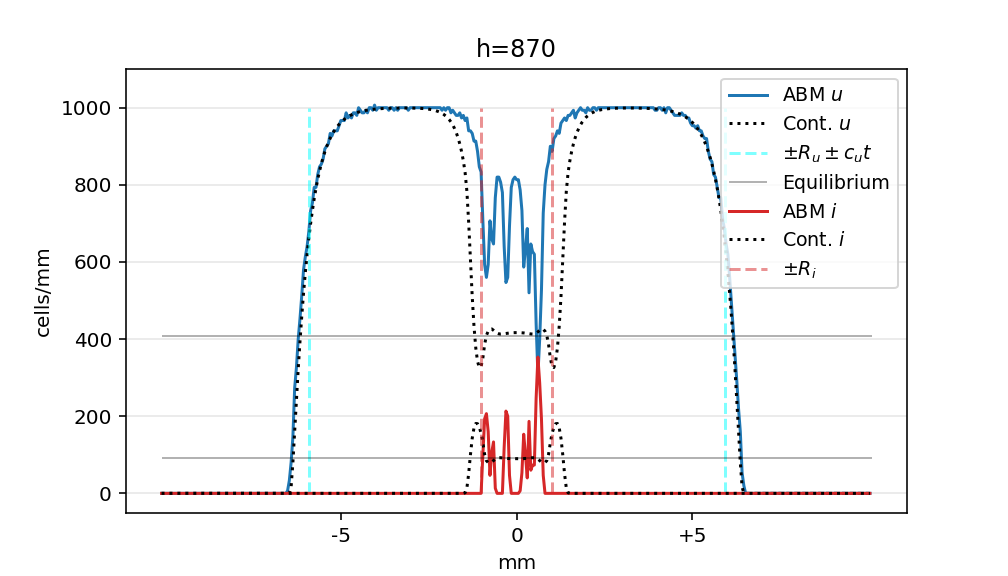 h=870
cells/mm
1000
800
600
400
200
0
-5
0
+5
mm
ABM u
Cont. u
±Rᵤ ± cᵤt
Equilibrium
ABM i
Cont. i
±Rᵢ